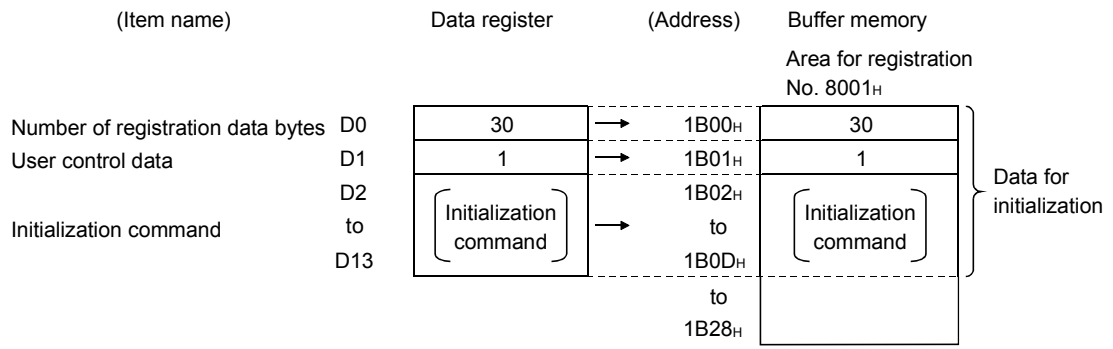 (Item name) Data register (Address) Buffer memory
Area for registration
No. 8001H
Number of registration data bytes D0 30 → 1B00H 30
User control data D1 1 → 1B01H 1
D2 1B02H
Initialization command to Initialization command → to Initialization command
D13 1B0DH
Data for initialization
to
1B28H